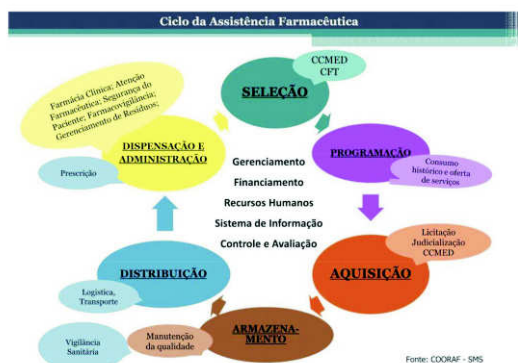 Ciclo da Assistência Farmacêutica
CCMED
CFT
SELEÇÃO
Farmácia Clínica; Atenção
Farmacêutica; Segurança do
Paciente; Farmacovigilância;
Gerenciamento de Resíduos;
DISPENSAÇÃO E
ADMINISTRAÇÃO
Prescrição
PROGRAMAÇÃO
Consumo
histórico e oferta
de serviços
Gerenciamento
Financiamento
Recursos Humanos
Sistema de Informação
Controle e Avaliação
Licitação
Judicialização
CCMED
AQUISIÇÃO
DISTRIBUIÇÃO
Logística,
Transporte
ARMAZENA-
MENTO
Manutenção
da qualidade
Vigilância
Sanitária
Fonte: COORAF - SMS